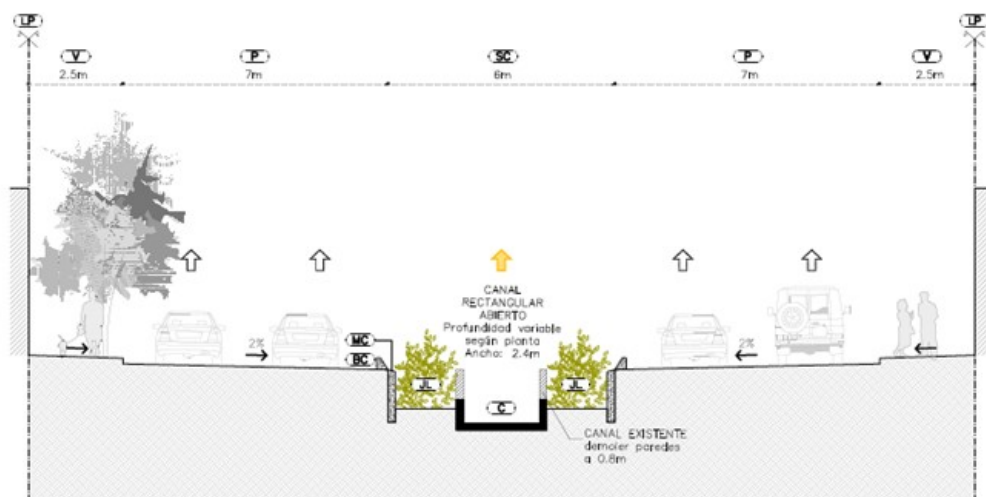 LP LP
V P SC P V
2.5m 7m 6m 7m 2.5m
CANAL
RECTANGULAR
ABIERTO
Profundidad variable
según planta
Ancho: 2.4m
MC
2% 2%
BC
JL JL
C
CANAL EXISTENTE
demoler paredes
a 0.8m